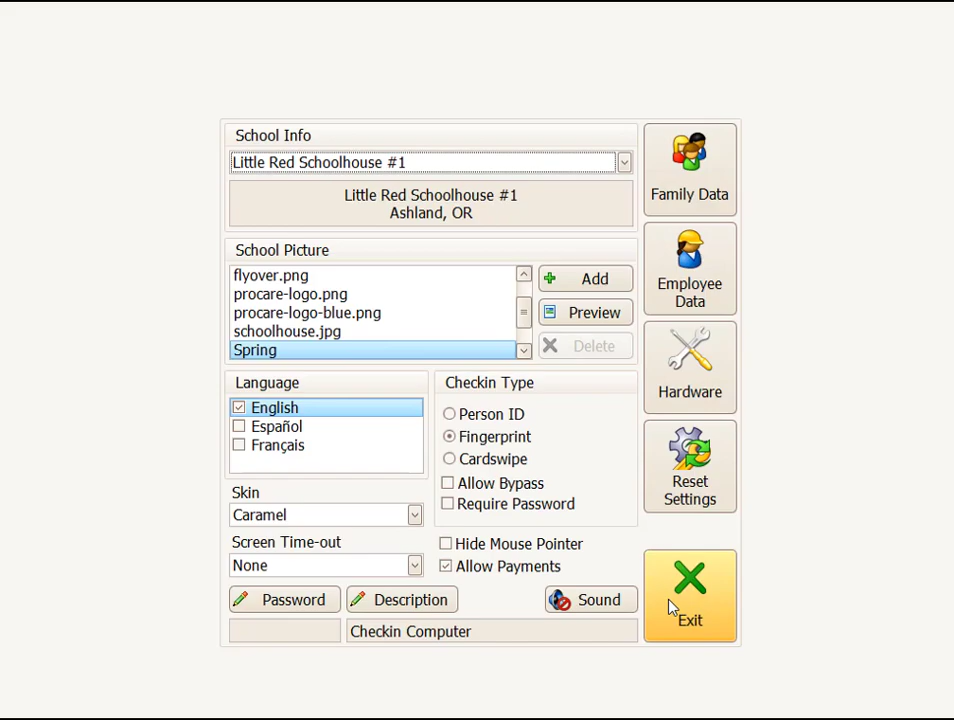 School Info
Little Red Schoolhouse #1
Little Red Schoolhouse #1
Ashland, OR
School Picture
flyover.png
procare-logo.png
procare-logo-blue.png
schoolhouse.jpg
Spring
Add
Preview
Delete
Language
English
Español
Français
Checkin Type
Person ID
Fingerprint
Cardswipe
Allow Bypass
Require Password
Skin
Caramel
Screen Time-out
None
Hide Mouse Pointer
Allow Payments
Password
Description
Sound
Checkin Computer
Family Data
Employee
Data
Hardware
Reset
Settings
Exit